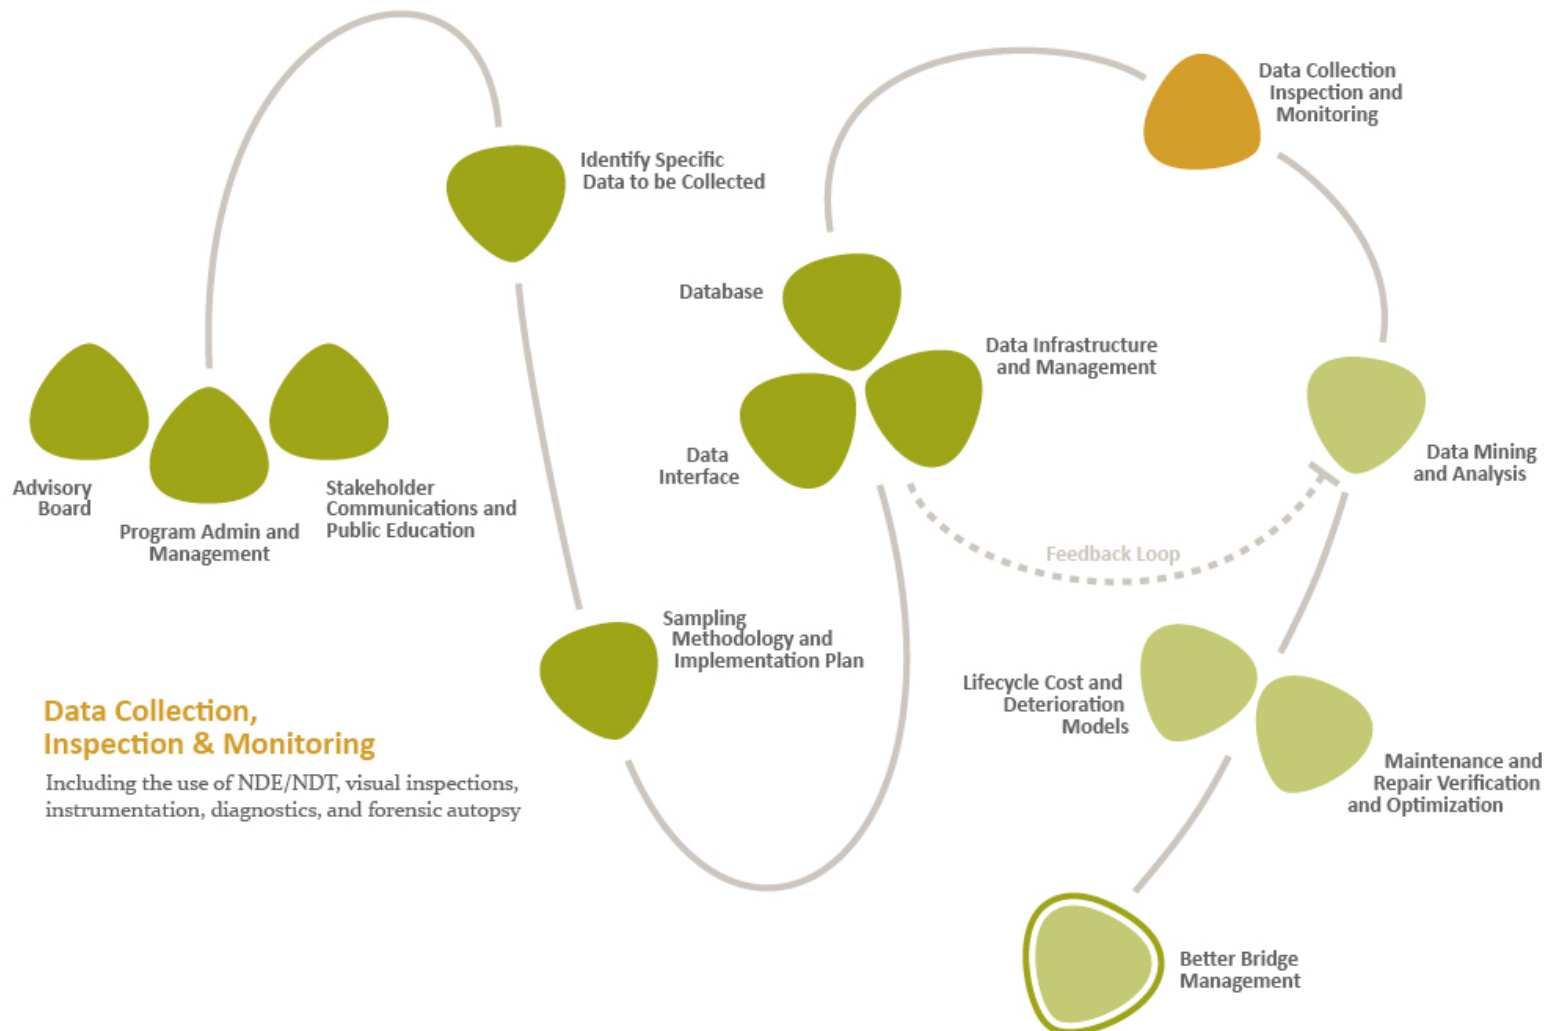 Data Collection
Inspection and
Monitoring
Identify Specific
Data to be Collected
Database
Data Infrastructure
and Management
Data
Interface
Data Mining
and Analysis
Advisory
Board
Program Admin and
Management
Stakeholder
Communications and
Public Education
Feedback Loop
Sampling
Methodology and
Implementation Plan
Lifecycle Cost and
Deterioration
Models
Maintenance and
Repair Verification
and Optimization
Data Collection,
Inspection & Monitoring
Including the use of NDE/NDT, visual inspections,
instrumentation, diagnostics, and forensic autopsy
Better Bridge
Management